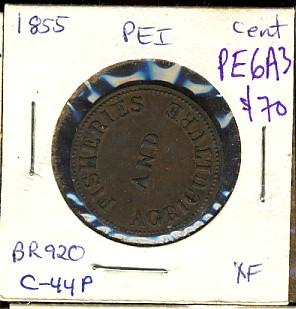 1855 PEI cent
PE6A3
$70
FISHERIES
AND
AGRICULTURE
BR920
C-44P XF